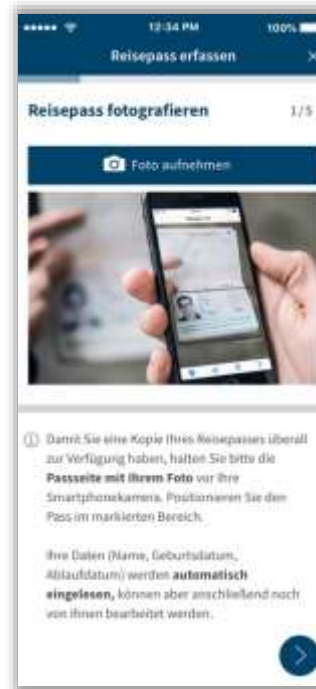 12:34 PM
100%
Reisepass erfassen
Reisepass fotografieren
1/5
Foto aufnehmen
Damit Sie eine Kopie Ihres Reisepasses überall
zur Verfügung haben, halten Sie bitte die
Passseite mit Ihrem Foto vor Ihre
Smartphonekamera. Positionieren Sie den
Pass im markierten Bereich.
Ihre Daten (Name, Geburtsdatum,
Ablaufdatum) werden automatisch
eingelesen, können aber anschließend noch
von Ihnen bearbeitet werden.